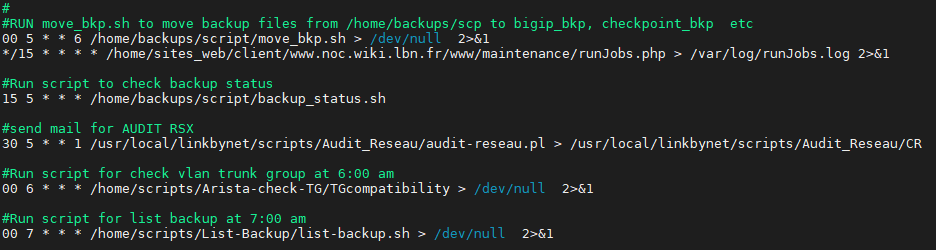 #
#RUN move_bkp.sh to move backup files from /home/backups/scp to bigip_bkp, checkpoint_bkp  etc
00 5 * * 6 /home/backups/script/move_bkp.sh > /dev/null  2>&1
*/15 * * * * /home/sites_web/client/www.noc.wiki.lbn.fr/www/maintenance/runJobs.php > /var/log/runJobs.log 2>&1
#Run script to check backup status
15 5 * * * /home/backups/script/backup_status.sh
#send mail for AUDIT RSX
30 5 * * 1 /usr/local/linkbynet/scripts/Audit_Reseau/audit-reseau.pl > /usr/local/linkbynet/scripts/Audit_Reseau/CR
#Run script for check vlan trunk group at 6:00 am
00 6 * * * /home/scripts/Arista-check-TG/TGcompatibility > /dev/null  2>&1
#Run script for list backup at 7:00 am
00 7 * * * /home/scripts/List-Backup/list-backup.sh > /dev/null  2>&1